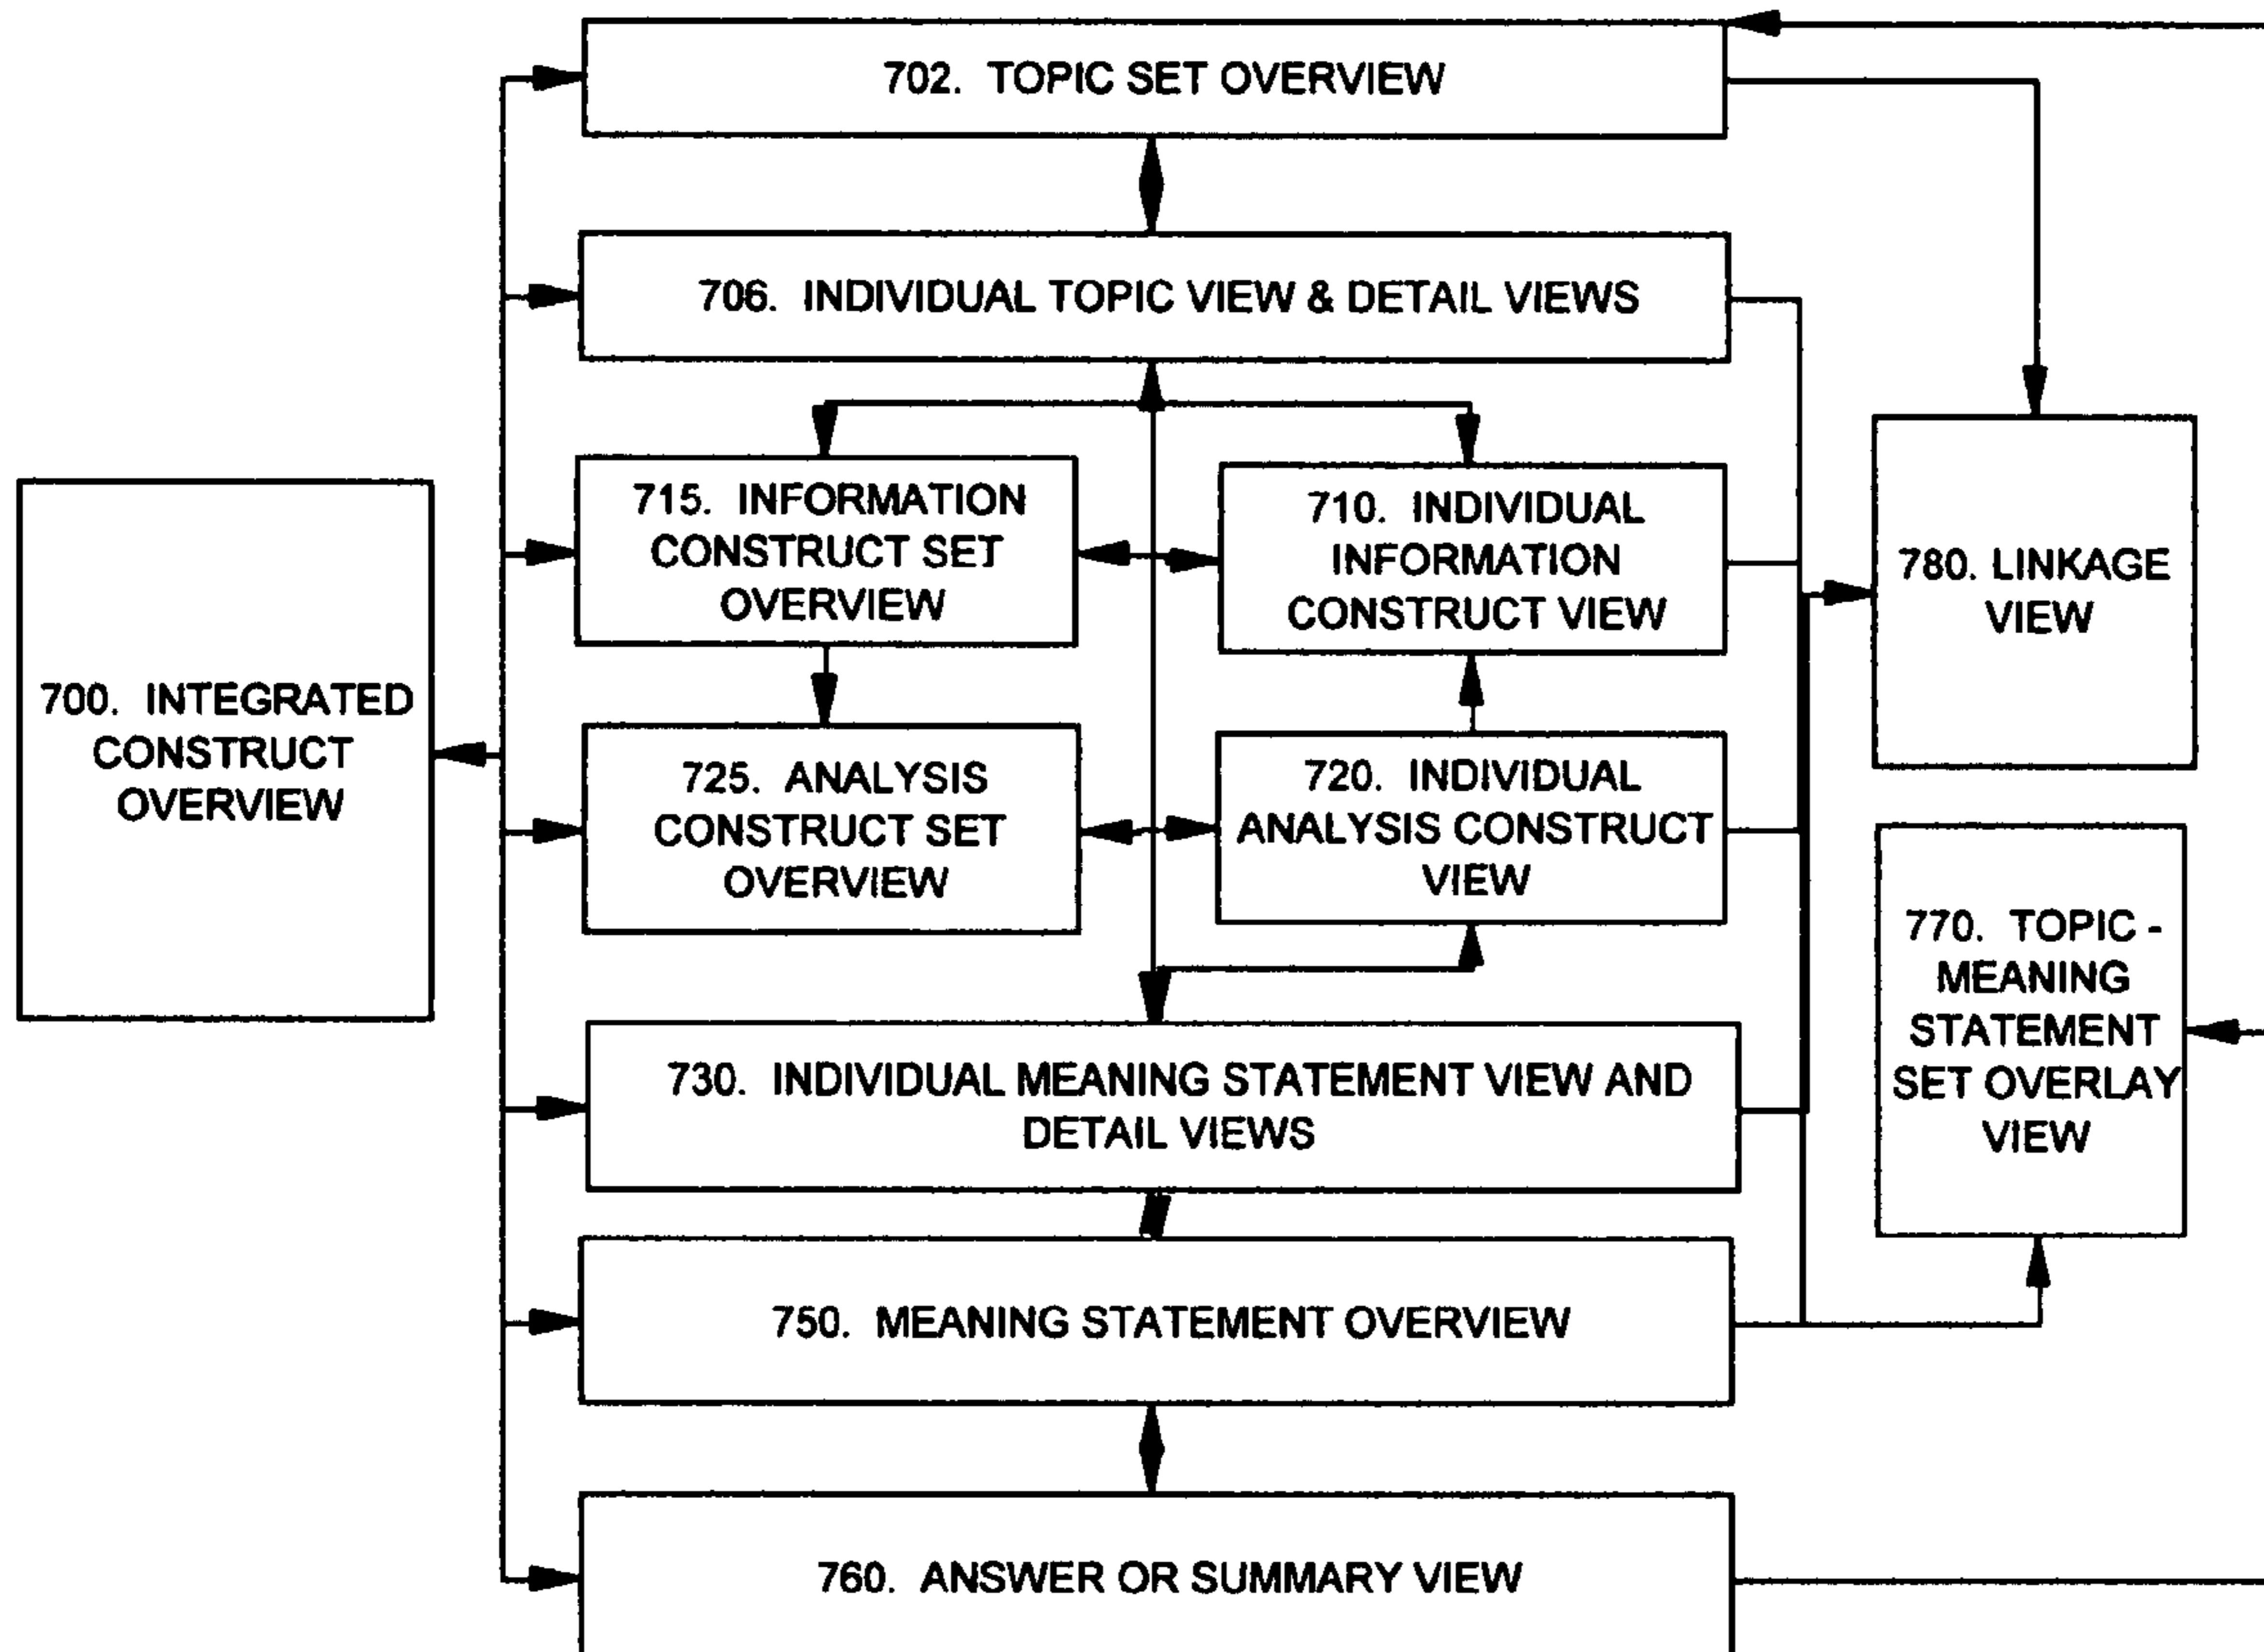 702. TOPIC SET OVERVIEW
706. INDIVIDUAL TOPIC VIEW & DETAIL VIEWS
715. INFORMATION
CONSTRUCT SET
OVERVIEW
710. INDIVIDUAL
INFORMATION
CONSTRUCT VIEW
780. LINKAGE
VIEW
700. INTEGRATED
CONSTRUCT
OVERVIEW
725. ANALYSIS
CONSTRUCT SET
OVERVIEW
720. INDIVIDUAL
ANALYSIS CONSTRUCT
VIEW
770. TOPIC -
MEANING
STATEMENT
SET OVERLAY
VIEW
730. INDIVIDUAL MEANING STATEMENT VIEW AND
DETAIL VIEWS
750. MEANING STATEMENT OVERVIEW
760. ANSWER OR SUMMARY VIEW